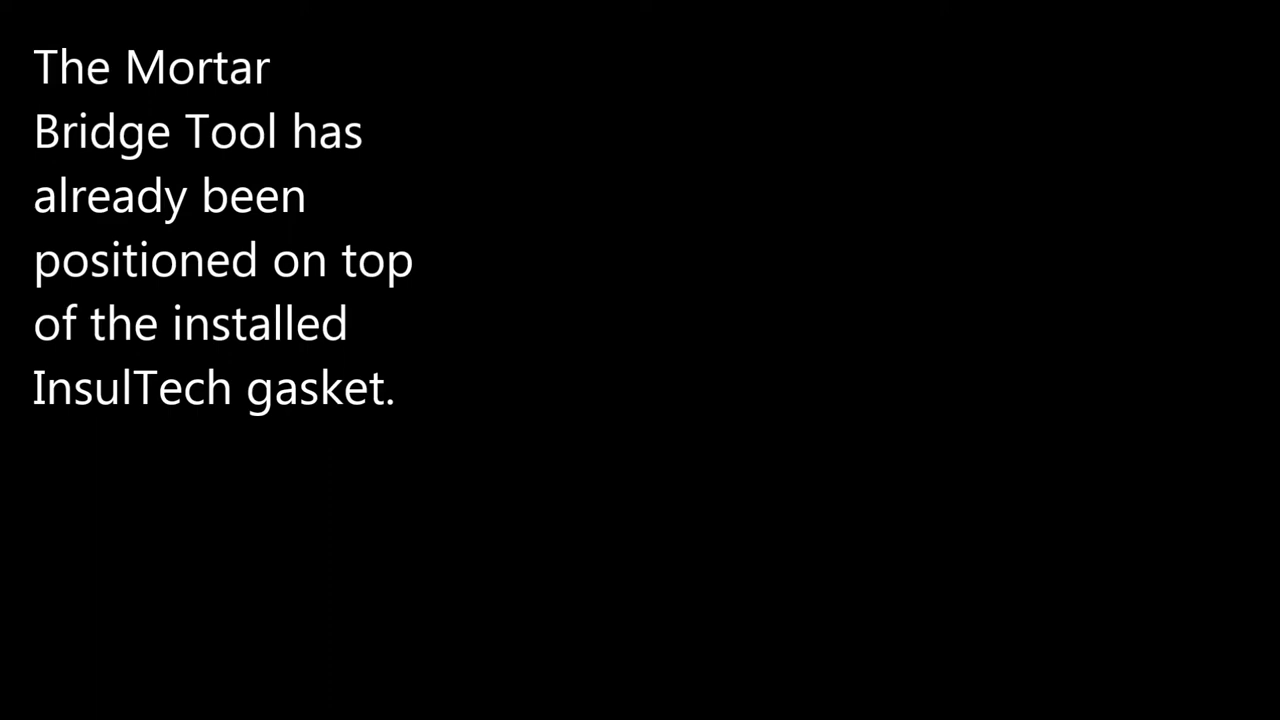 The Mortar
Bridge Tool has
already been
positioned on top
of the installed
InsulTech gasket.